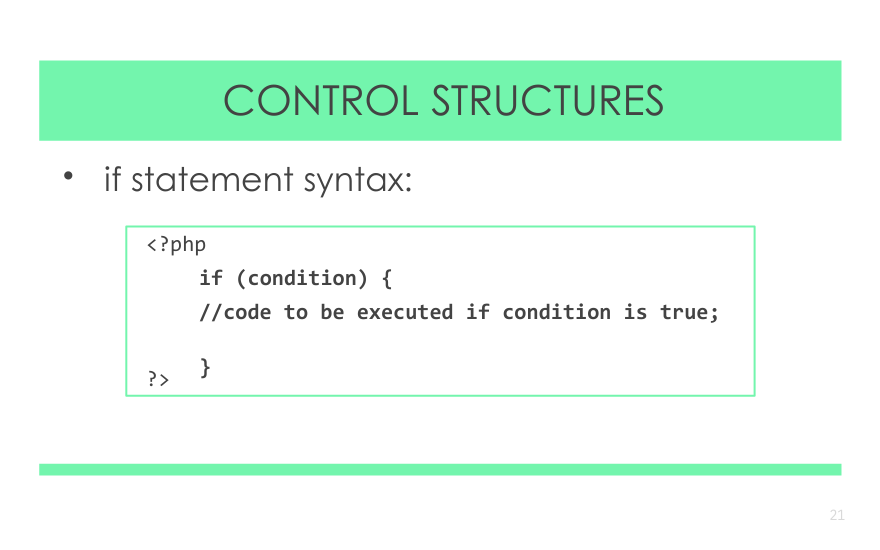 CONTROL STRUCTURES
• if statement syntax:
<?php
if (condition) {
//code to be executed if condition is true;
}
?>
21